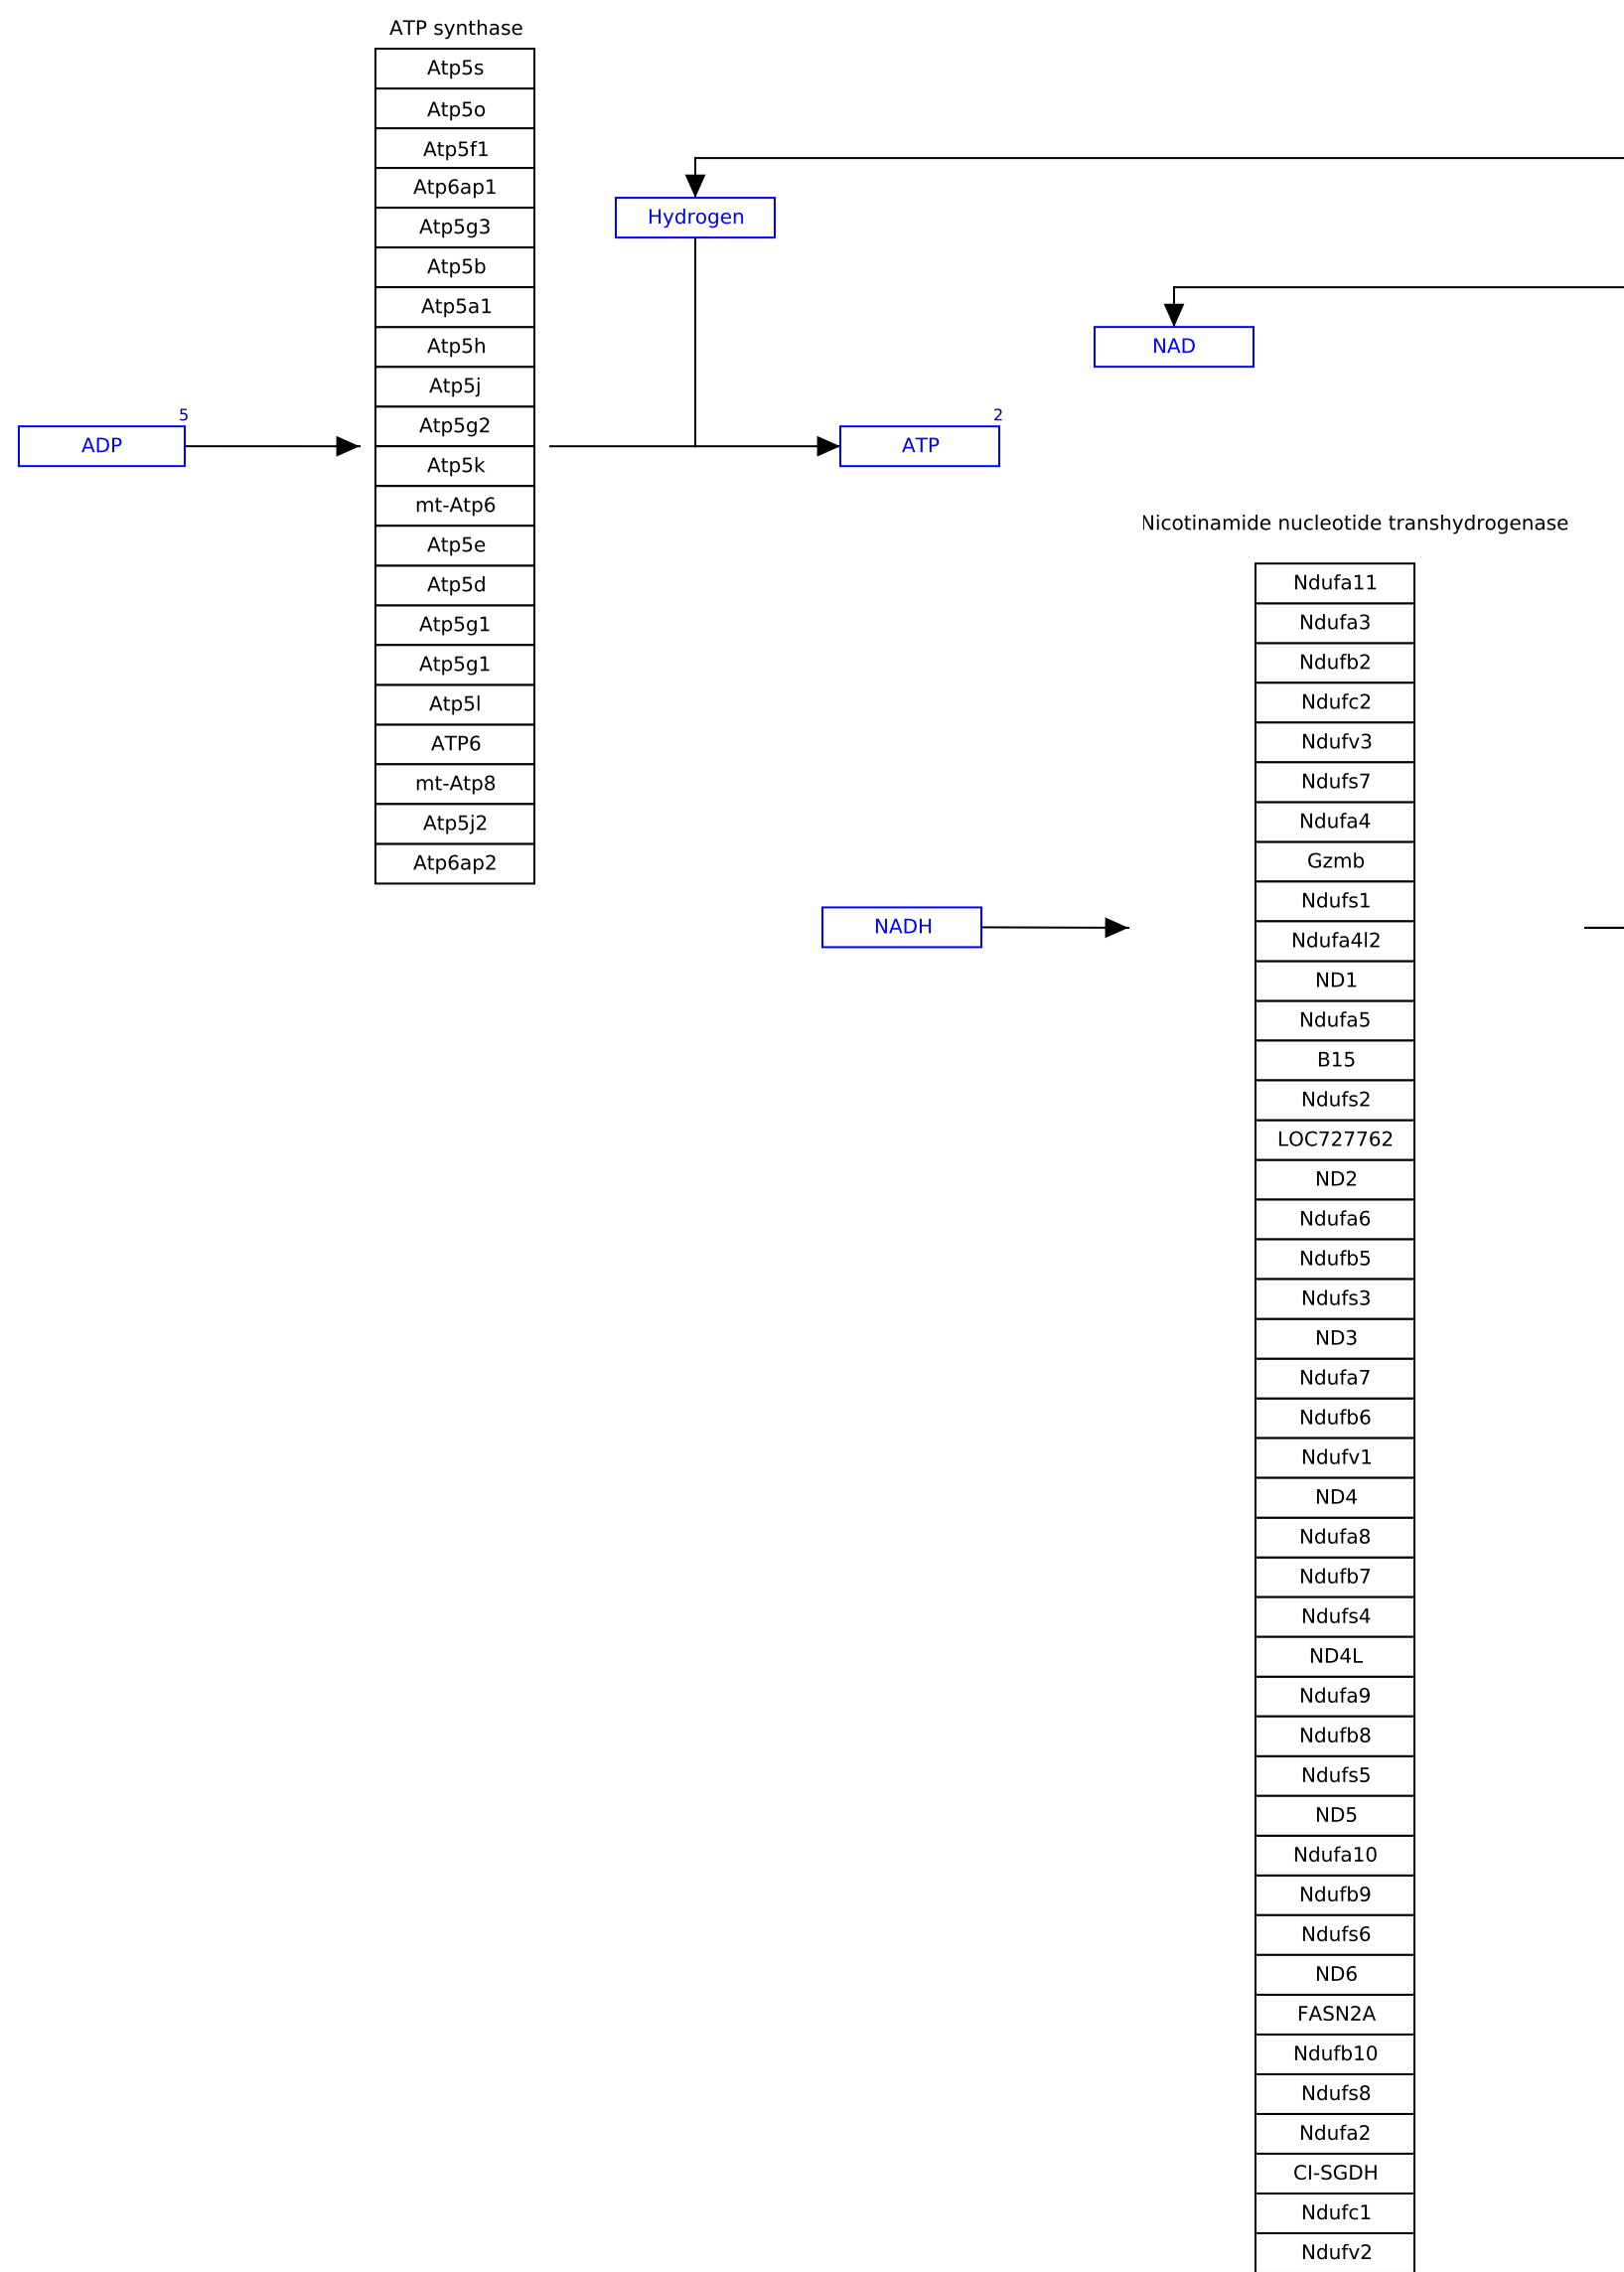 ATP synthase
Atp5s
Atp5o
Atp5f1
Atp6ap1
Atp5g3
Atp5b
Atp5a1
Atp5h
Atp5j
Atp5g2
Atp5k
mt-Atp6
Atp5e
Atp5d
Atp5g1
Atp5g1
Atp5l
ATP6
mt-Atp8
Atp5j2
Atp6ap2
Hydrogen
NAD
5
ADP
2
ATP
NADH
Nicotinamide nucleotide transhydrogenase
Ndufa11
Ndufa3
Ndufb2
Ndufc2
Ndufv3
Ndufs7
Ndufa4
Gzmb
Ndufs1
Ndufa4l2
ND1
Ndufa5
B15
Ndufs2
LOC727762
ND2
Ndufa6
Ndufb5
Ndufs3
ND3
Ndufa7
Ndufb6
Ndufv1
ND4
Ndufa8
Ndufb7
Ndufs4
ND4L
Ndufa9
Ndufb8
Ndufs5
ND5
Ndufa10
Ndufb9
Ndufs6
ND6
FASN2A
Ndufb10
Ndufs8
Ndufa2
CI-SGDH
Ndufc1
Ndufv2